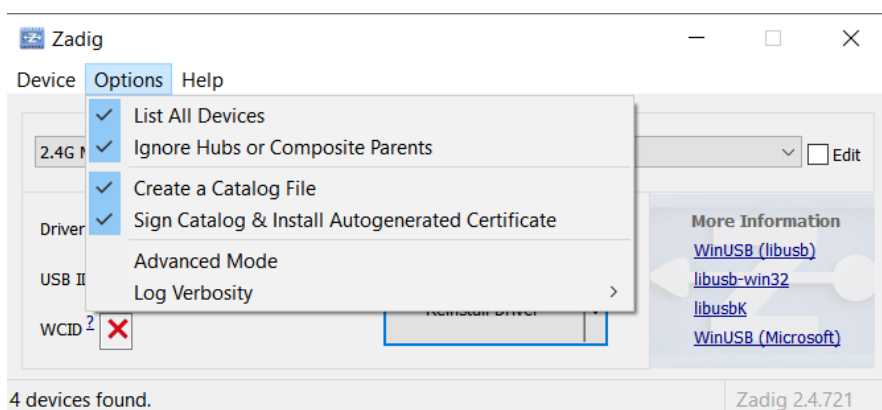 Zadig
Device Options Help
List All Devices
Ignore Hubs or Composite Parents
Create a Catalog File
Sign Catalog & Install Autogenerated Certificate
Advanced Mode
Log Verbosity
2.4G
Edit
Driver
USB
WCID ?
More Information
WinUSB (libusb)
libusb-win32
libusbK
WinUSB (Microsoft)
4 devices found.
Zadig 2.4.721